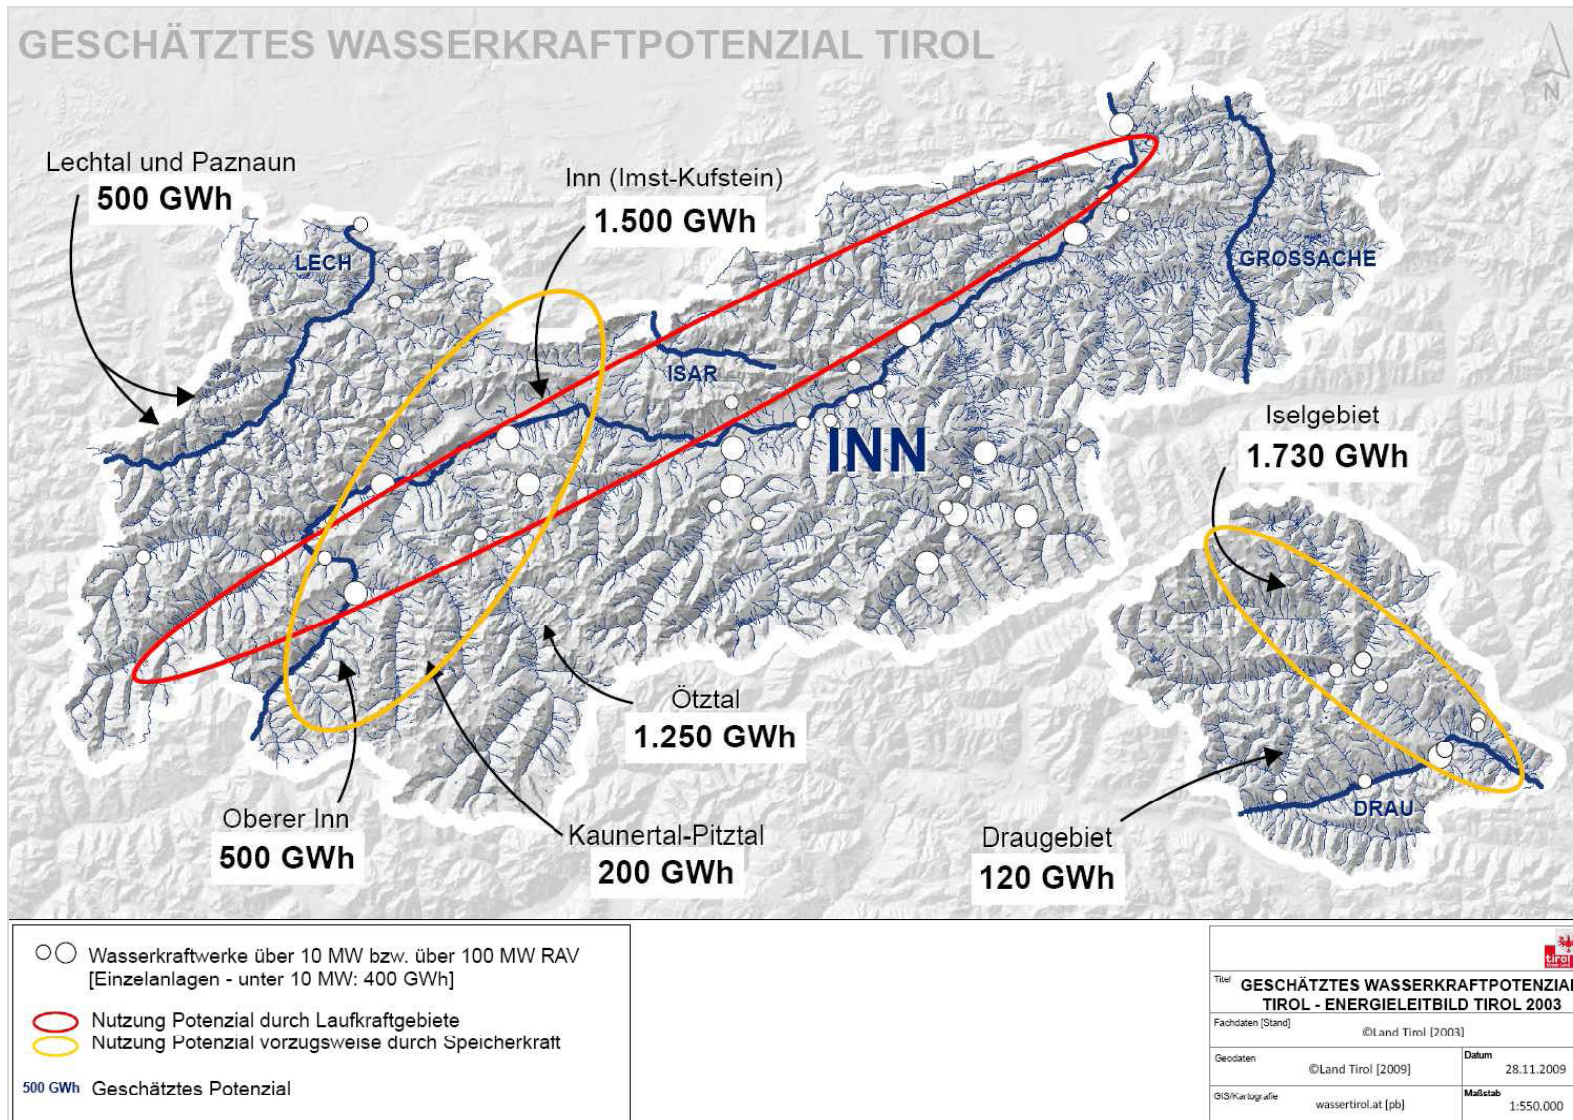 GESCHÄTZTES WASSERKRAFTPOTENZIAL TIROL
N
Lechtal und Paznaun
500 GWh
Inn (Imst-Kufstein)
1.500 GWh
LECH
ISAR
GROSSACHE
INN
Iselgebiet
1.730 GWh
Ötztal
1.250 GWh
Oberer Inn
500 GWh
Kaunertal-Pitztal
200 GWh
Draugebiet
120 GWh
DRAU
Wasserkraftwerke über 10 MW bzw. über 100 MW RAV
[Einzelanlagen - unter 10 MW: 400 GWh]
Nutzung Potenzial durch Laufkraftgebiete
Nutzung Potenzial vorzugsweise durch Speicherkraft
500 GWh Geschätztes Potenzial
tirol
Titel GESCHÄTZTES WASSERKRAFTPOTENZIAL
TIROL - ENERGIELEITBILD TIROL 2003
Fachdaten [Stand]
©Land Tirol [2003]
Geodaten
©Land Tirol [2009]
Datum
28.11.2009
GIS/Kartografie
wassertirol.at [pb]
Maßstab
1:550.000